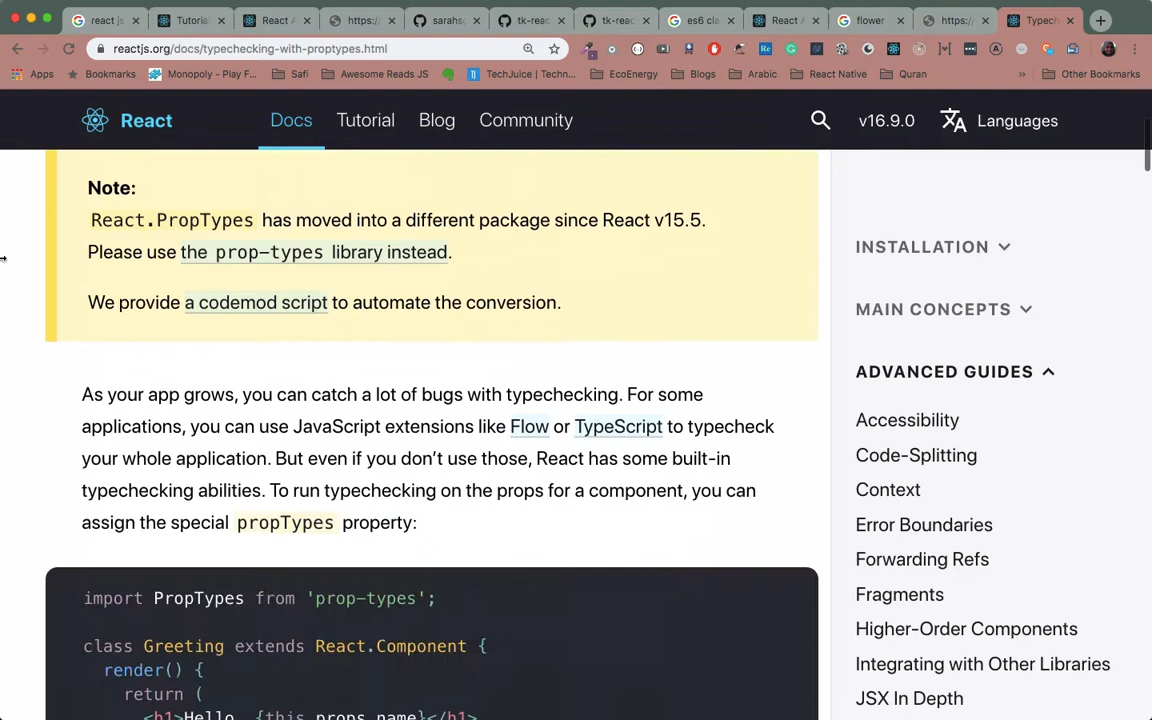 react js
Tutorial
React A
https:/
sarahs
tk-reac
tk-reac
es6 cla
React A
flower
https:/
Typech
reactjs.org/docs/typechecking-with-proptypes.html
Apps
Bookmarks
Monopoly - Play F...
Safi
Awesome Reads JS
TechJuice | Techn...
EcoEnergy
Blogs
Arabic
React Native
Quran
»
Other Bookmarks
React
Docs
Tutorial
Blog
Community
v16.9.0
Languages
Note:
React.PropTypes has moved into a different package since React v15.5.
Please use the prop-types library instead.
We provide a codemod script to automate the conversion.
As your app grows, you can catch a lot of bugs with typechecking. For some
applications, you can use JavaScript extensions like Flow or TypeScript to typecheck
your whole application. But even if you don’t use those, React has some built-in
typechecking abilities. To run typechecking on the props for a component, you can
assign the special propTypes property:
import PropTypes from 'prop-types';
class Greeting extends React.Component {
render() {
return (
<h1>Hello, {this.props.name}</h1>
INSTALLATION
MAIN CONCEPTS
ADVANCED GUIDES
Accessibility
Code-Splitting
Context
Error Boundaries
Forwarding Refs
Fragments
Higher-Order Components
Integrating with Other Libraries
JSX In Depth